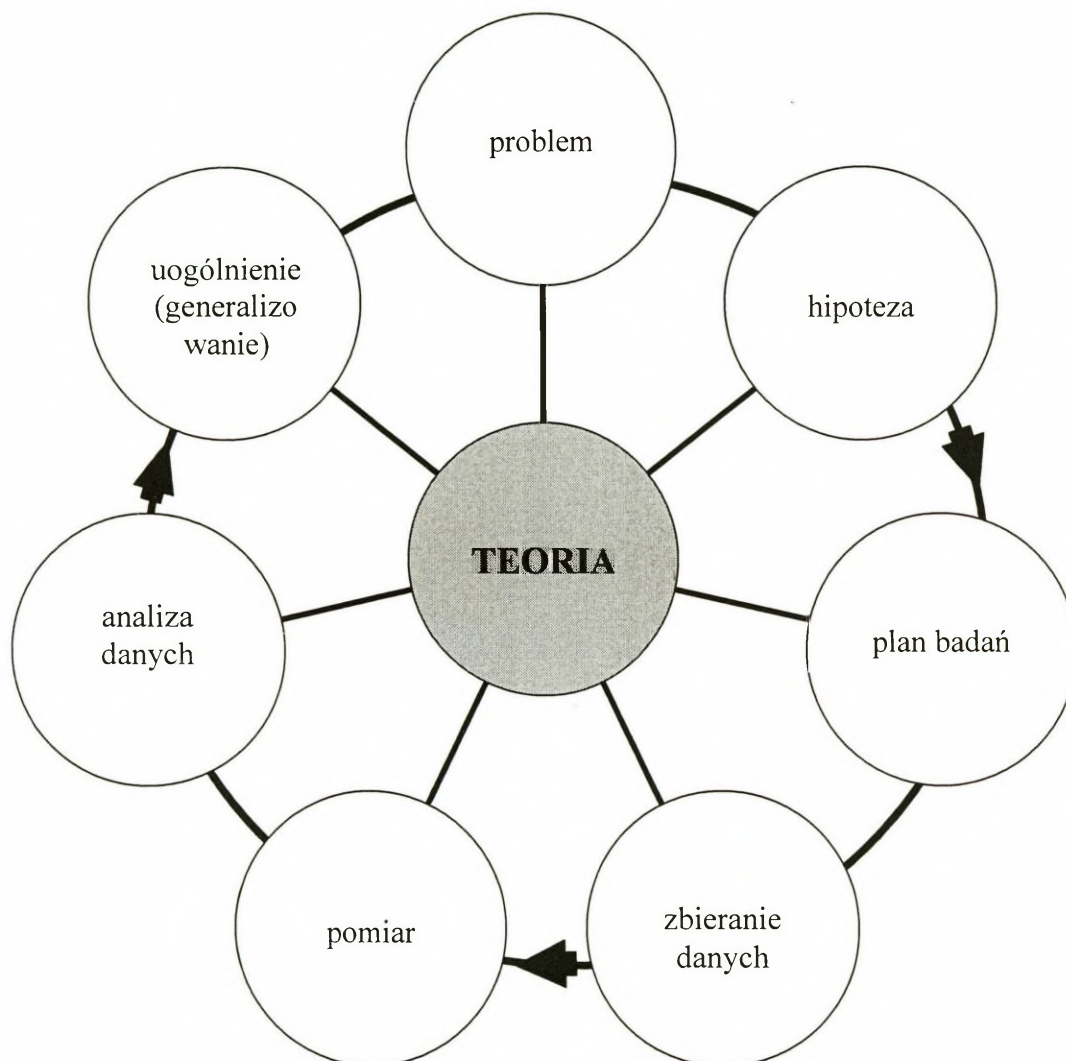 problem
hipoteza
plan badań
zbieranie
danych
pomiar
analiza
danych
uogólnienie
(generalizo
wanie)
TEORIA